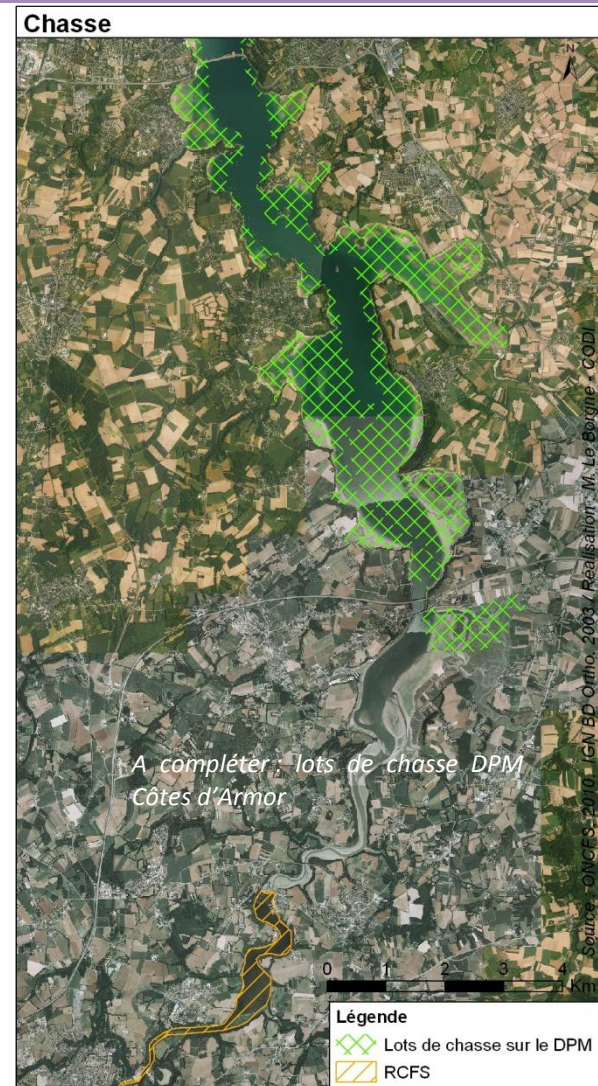 Chasse
Z
A compléter : lots de chasse DPM
Côtes d'Armor
Source : ONCFS 2010, IGN BD Ortho, 2003 / Réalisation : M. Le Borgne - CODI
0 1 2 3 4
Km
Légende
Lots de chasse sur le DPM
RCFS